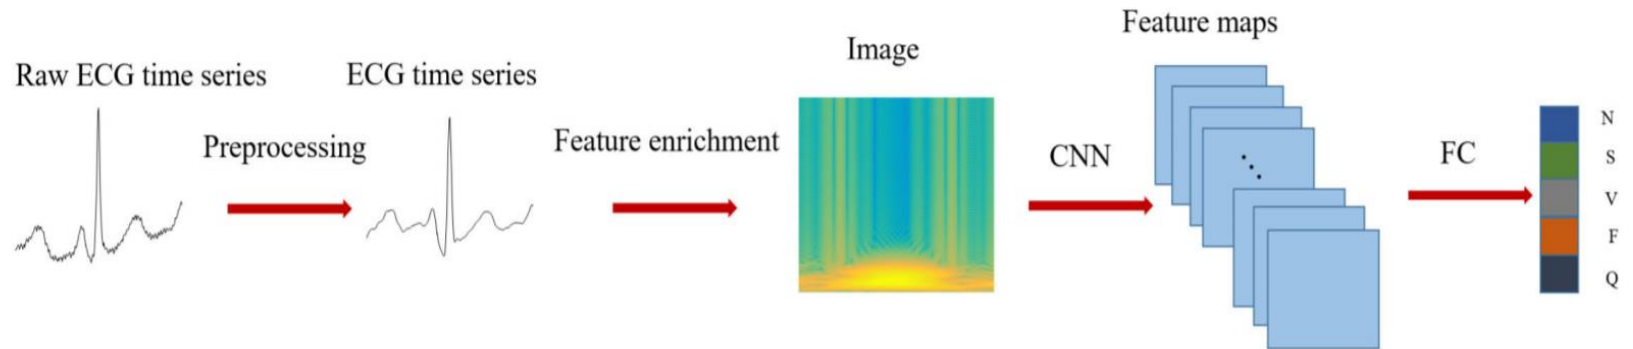 Raw ECG time series
Preprocessing
ECG time series
Feature enrichment
Image
CNN
Feature maps
FC
N
S
V
F
Q